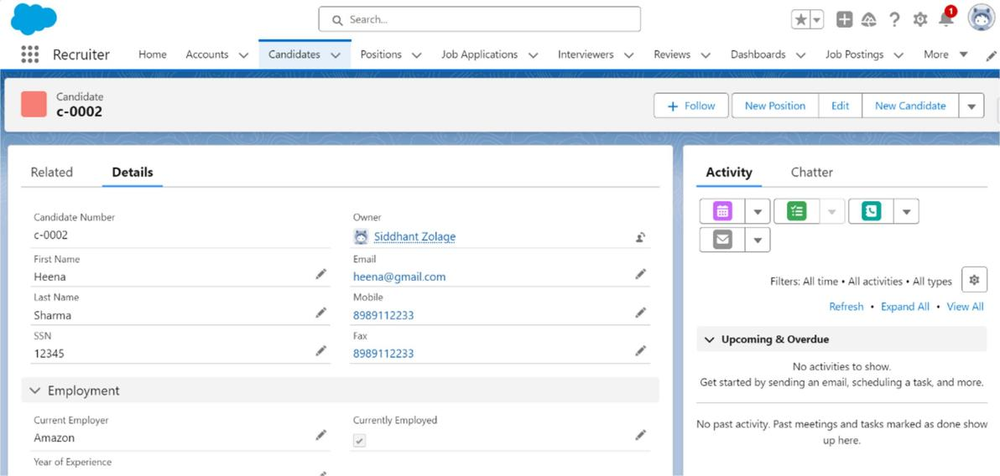 Search...
1
Recruiter Home Accounts Candidates Positions Job Applications Interviewers Reviews Dashboards Job Postings More
Candidate
c-0002
+ Follow New Position Edit New Candidate
Related Details
Candidate Number
c-0002
First Name
Heena
Last Name
Sharma
SSN
12345
Owner
Siddhant Zolage
Email
heena@gmail.com
Mobile
8989112233
Fax
8989112233
Employment
Current Employer
Amazon
Currently Employed
Year of Experience
Activity Chatter
Filters: All time • All activities • All types
Refresh • Expand All • View All
Upcoming & Overdue
No activities to show.
Get started by sending an email, scheduling a task, and more.
No past activity. Past meetings and tasks marked as done show
up here.